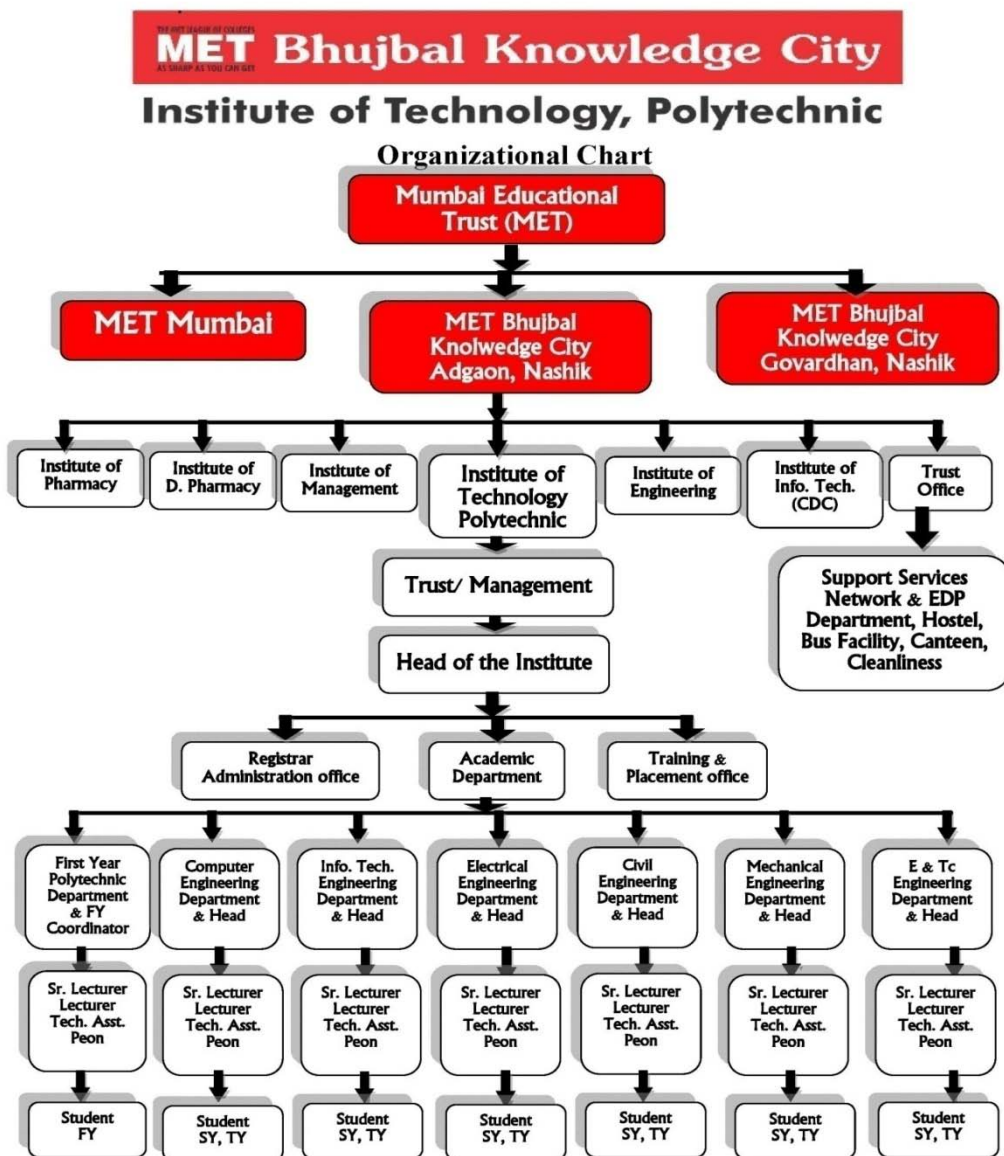 THE MET LEAGUE OF COLLEGES
MET Bhujbal Knowledge City
AS SHARP AS YOU CAN GET
Institute of Technology, Polytechnic
Organizational Chart
Mumbai Educational
Trust (MET)
MET Mumbai
MET Bhujbal
Knolwedge City
Adgaon, Nashik
MET Bhujbal
Knolwedge City
Govardhan, Nashik
Institute of
Pharmacy
Institute of
D. Pharmacy
Institute of
Management
Institute of
Technology
Polytechnic
Institute of
Engineering
Institute of
Info. Tech.
(CDC)
Trust
Office
Trust/ Management
Support Services
Network & EDP
Department, Hostel,
Bus Facility, Canteen,
Cleanliness
Head of the Institute
Registrar
Administration office
Academic
Department
Training &
Placement office
First Year
Polytechnic
Department
& FY
Coordinator
Computer
Engineering
Department
& Head
Info. Tech.
Engineering
Department
& Head
Electrical
Engineering
Department
& Head
Civil
Engineering
Department
& Head
Mechanical
Engineering
Department
& Head
E & Tc
Engineering
Department
& Head
Sr. Lecturer
Lecturer
Tech. Asst.
Peon
Sr. Lecturer
Lecturer
Tech. Asst.
Peon
Sr. Lecturer
Lecturer
Tech. Asst.
Peon
Sr. Lecturer
Lecturer
Tech. Asst.
Peon
Sr. Lecturer
Lecturer
Tech. Asst.
Peon
Sr. Lecturer
Lecturer
Tech. Asst.
Peon
Sr. Lecturer
Lecturer
Tech. Asst.
Peon
Student
FY
Student
SY, TY
Student
SY, TY
Student
SY, TY
Student
SY, TY
Student
SY, TY
Student
SY, TY